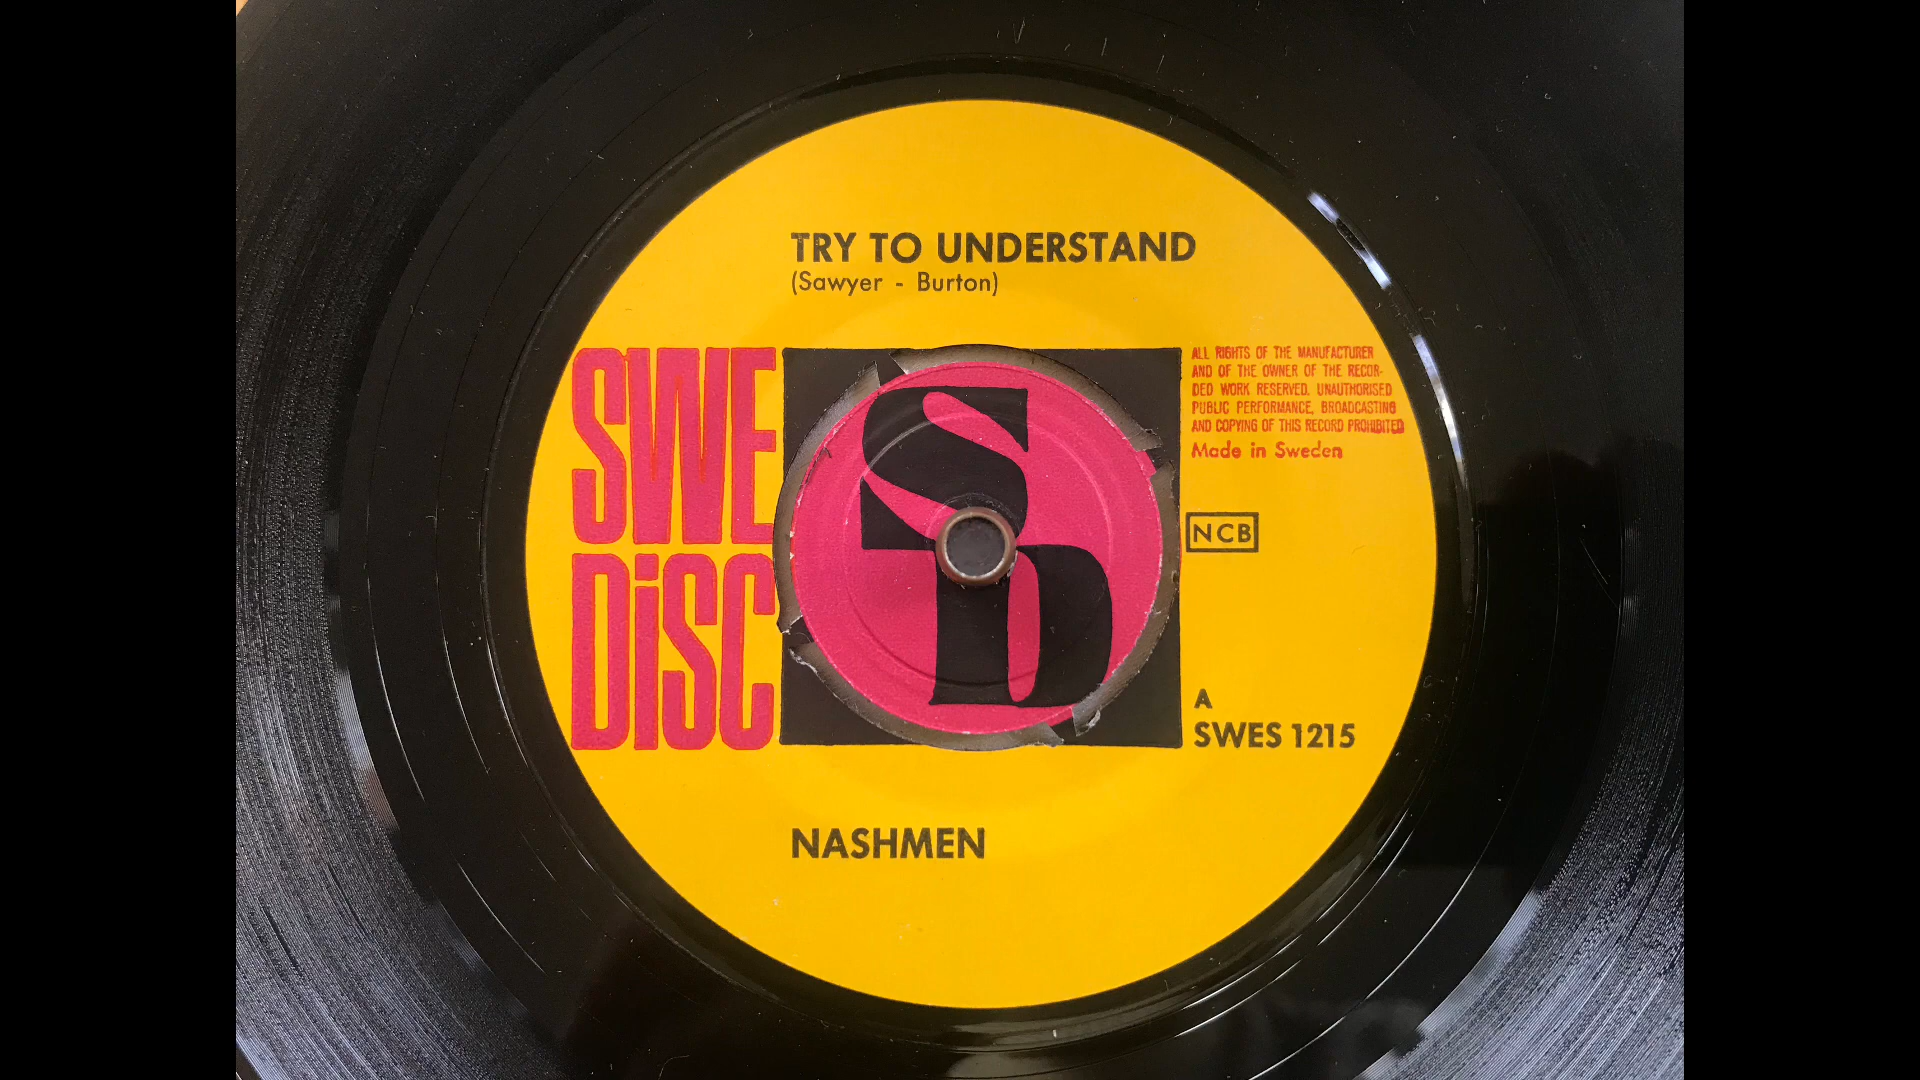 TRY TO UNDERSTAND
(Sawyer - Burton)
SWE
DiSC
SD
ALL RIGHTS OF THE MANUFACTURER
AND OF THE OWNER OF THE RECOR-
DED WORK RESERVED. UNAUTHORISED
PUBLIC PERFORMANCE, BROADCASTING
AND COPYING OF THIS RECORD PROHIBITED
Made in Sweden
NCB
A
SWES 1215
NASHMEN